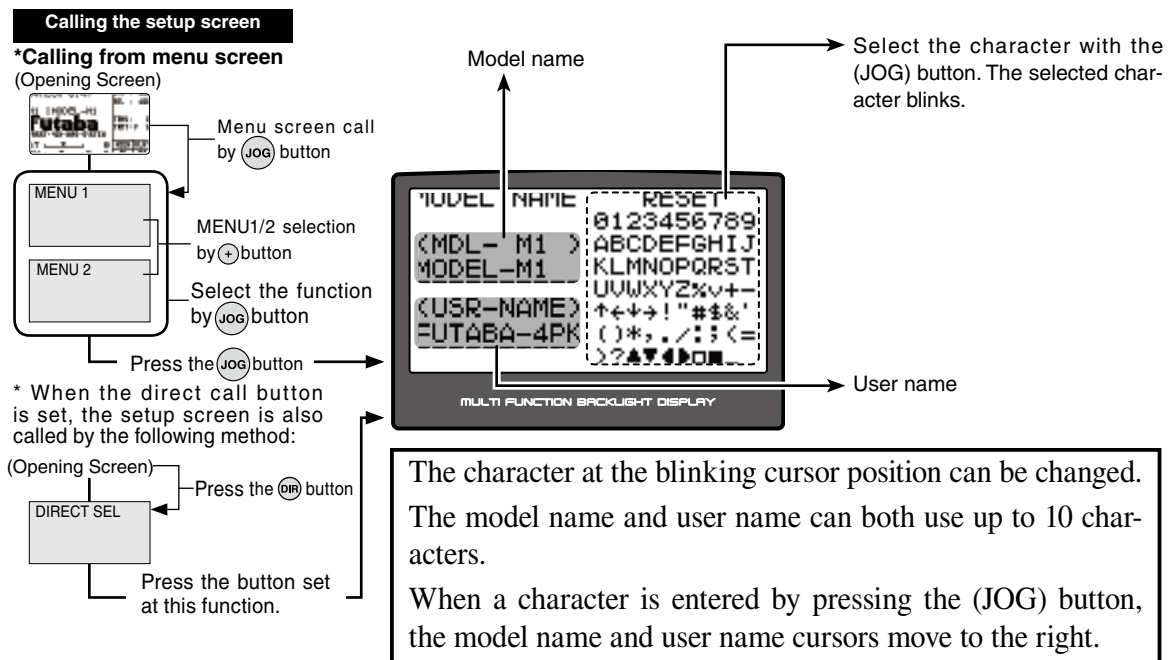 Calling the setup screen
*Calling from menu screen
(Opening Screen)
Futaba
Menu screen call
by JOG button
MENU 1
MENU1/2 selection
by + button
MENU 2
Select the function
by JOG button
Press the JOG button
* When the direct call button
is set, the setup screen is also
called by the following method:
(Opening Screen)
Press the DIR button
DIRECT SEL
Press the button set
at this function.
Model name
Select the character with the
(JOG) button. The selected char-
acter blinks.
MODEL NAME
(MDL- M1 )
MODEL-M1
(USR-NAME)
FUTABA-4PK
RESET
0123456789
ABCDEFGHIJ
KLMNOPQRST
UVWXYZ%v+-
↑←↓→!"#$&'
()*,./:;<=
>?▲▼◀▶□■_
MULTI FUNCTION BACKLIGHT DISPLAY
User name
The character at the blinking cursor position can be changed.
The model name and user name can both use up to 10 char-
acters.
When a character is entered by pressing the (JOG) button,
the model name and user name cursors move to the right.